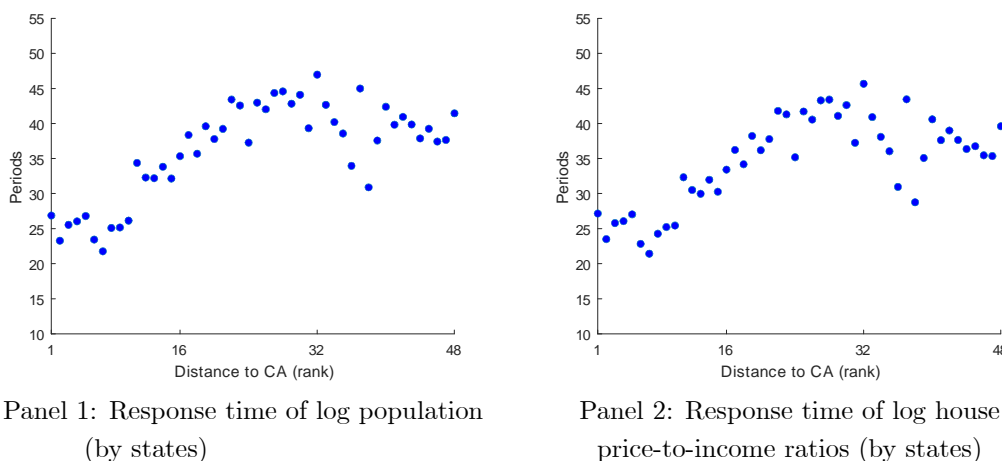 55
50
45
40
35
30
25
20
15
10
Periods
1 16 32 48
Distance to CA (rank)
Panel 1: Response time of log population
(by states)
55
50
45
40
35
30
25
20
15
10
Periods
1 16 32 48
Distance to CA (rank)
Panel 2: Response time of log house
price-to-income ratios (by states)